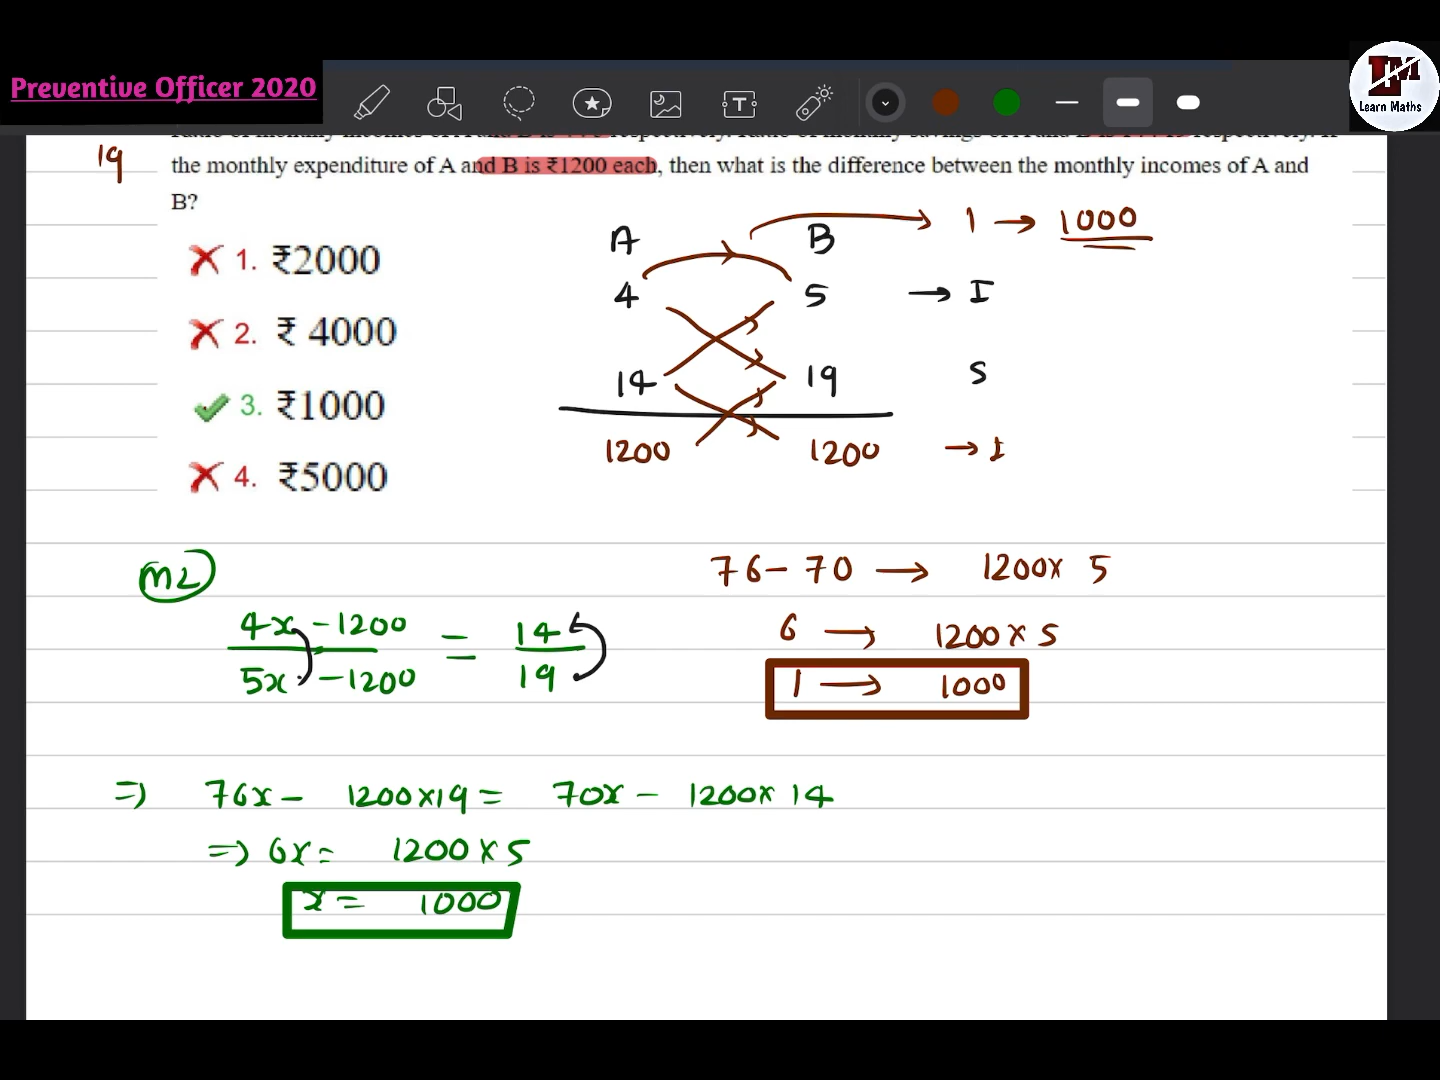 Preventive Officer 2020
Learn Maths
19
the monthly expenditure of A and B is ₹1200 each, then what is the difference between the monthly incomes of A and
B?
✗ 1. ₹2000
✗ 2. ₹ 4000
✓ 3. ₹1000
✗ 4. ₹5000
A B 1 → 1000
4 5 → I
14 19 S
1200 1200 → I
76 - 70 → 1200 × 5
6 → 1200 × 5
1 → 1000
M2
4x - 1200 = 14
5x - 1200 19
⇒ 76x - 1200×19 = 70x - 1200×14
⇒ 6x = 1200 × 5
x = 1000